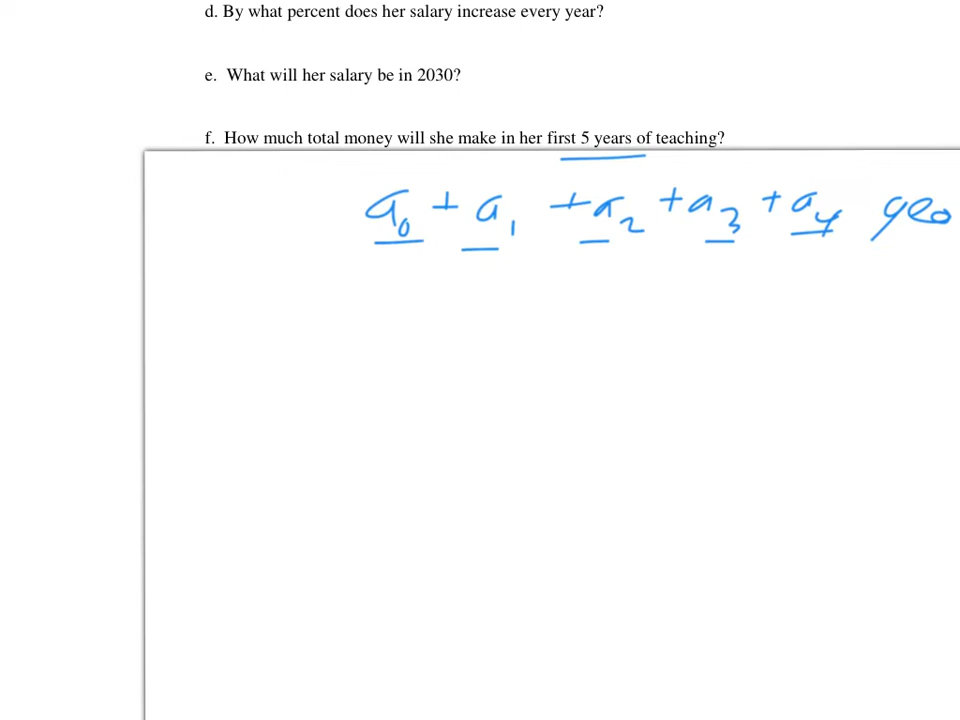 d. By what percent does her salary increase every year?
e. What will her salary be in 2030?
f. How much total money will she make in her first 5 years of teaching?
a₀ + a₁ + a₂ + a₃ + a₄ geo